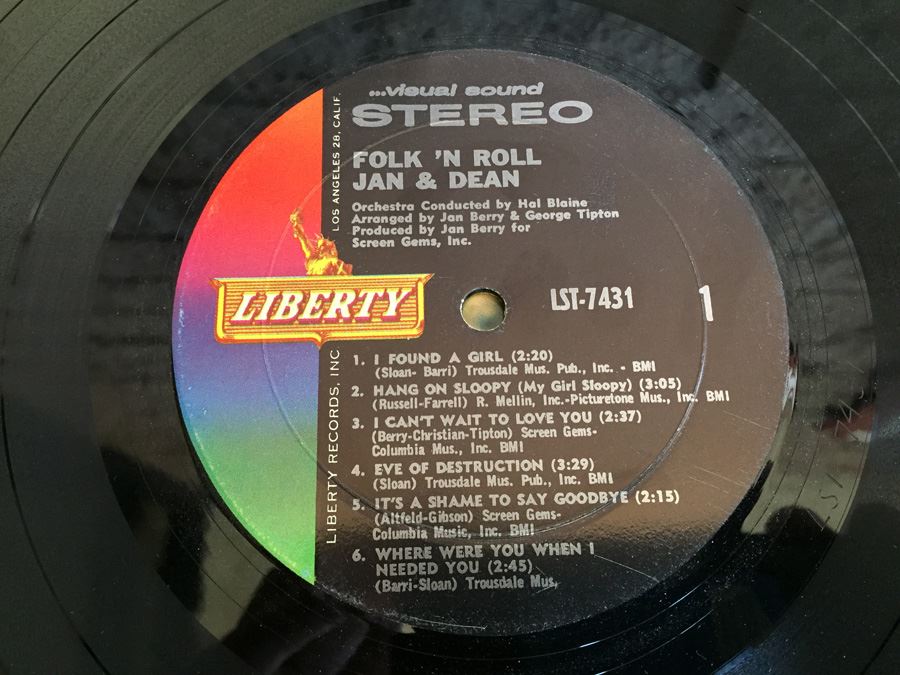 ...visual sound
STEREO
FOLK 'N ROLL
JAN & DEAN
Orchestra Conducted by Hal Blaine
Arranged by Jan Berry & George Tipton
Produced by Jan Berry for
Screen Gems, Inc.
LIBERTY
LST-7431
1
1. I FOUND A GIRL (2:20)
(Sloan- Barri) Trousdale Mus. Pub., Inc. - BMI
2. HANG ON SLOOPY (My Girl Sloopy) (3:05)
(Russell-Farrell) R. Mellin, Inc.-Picturetone Mus., Inc. BMI
3. I CAN'T WAIT TO LOVE YOU (2:37)
(Berry-Christian-Tipton) Screen Gems-
Columbia Mus., Inc. BMI
4. EVE OF DESTRUCTION (3:29)
(Sloan) Trousdale Mus. Pub., Inc. BMI
5. IT'S A SHAME TO SAY GOODBYE (2:15)
(Altfeld-Gibson) Screen Gems-
Columbia Music, Inc. BMI
6. WHERE WERE YOU WHEN I
NEEDED YOU (2:45)
(Barri-Sloan) Trousdale Mus.
LIBERTY RECORDS, INC. LOS ANGELES 28, CALIF.